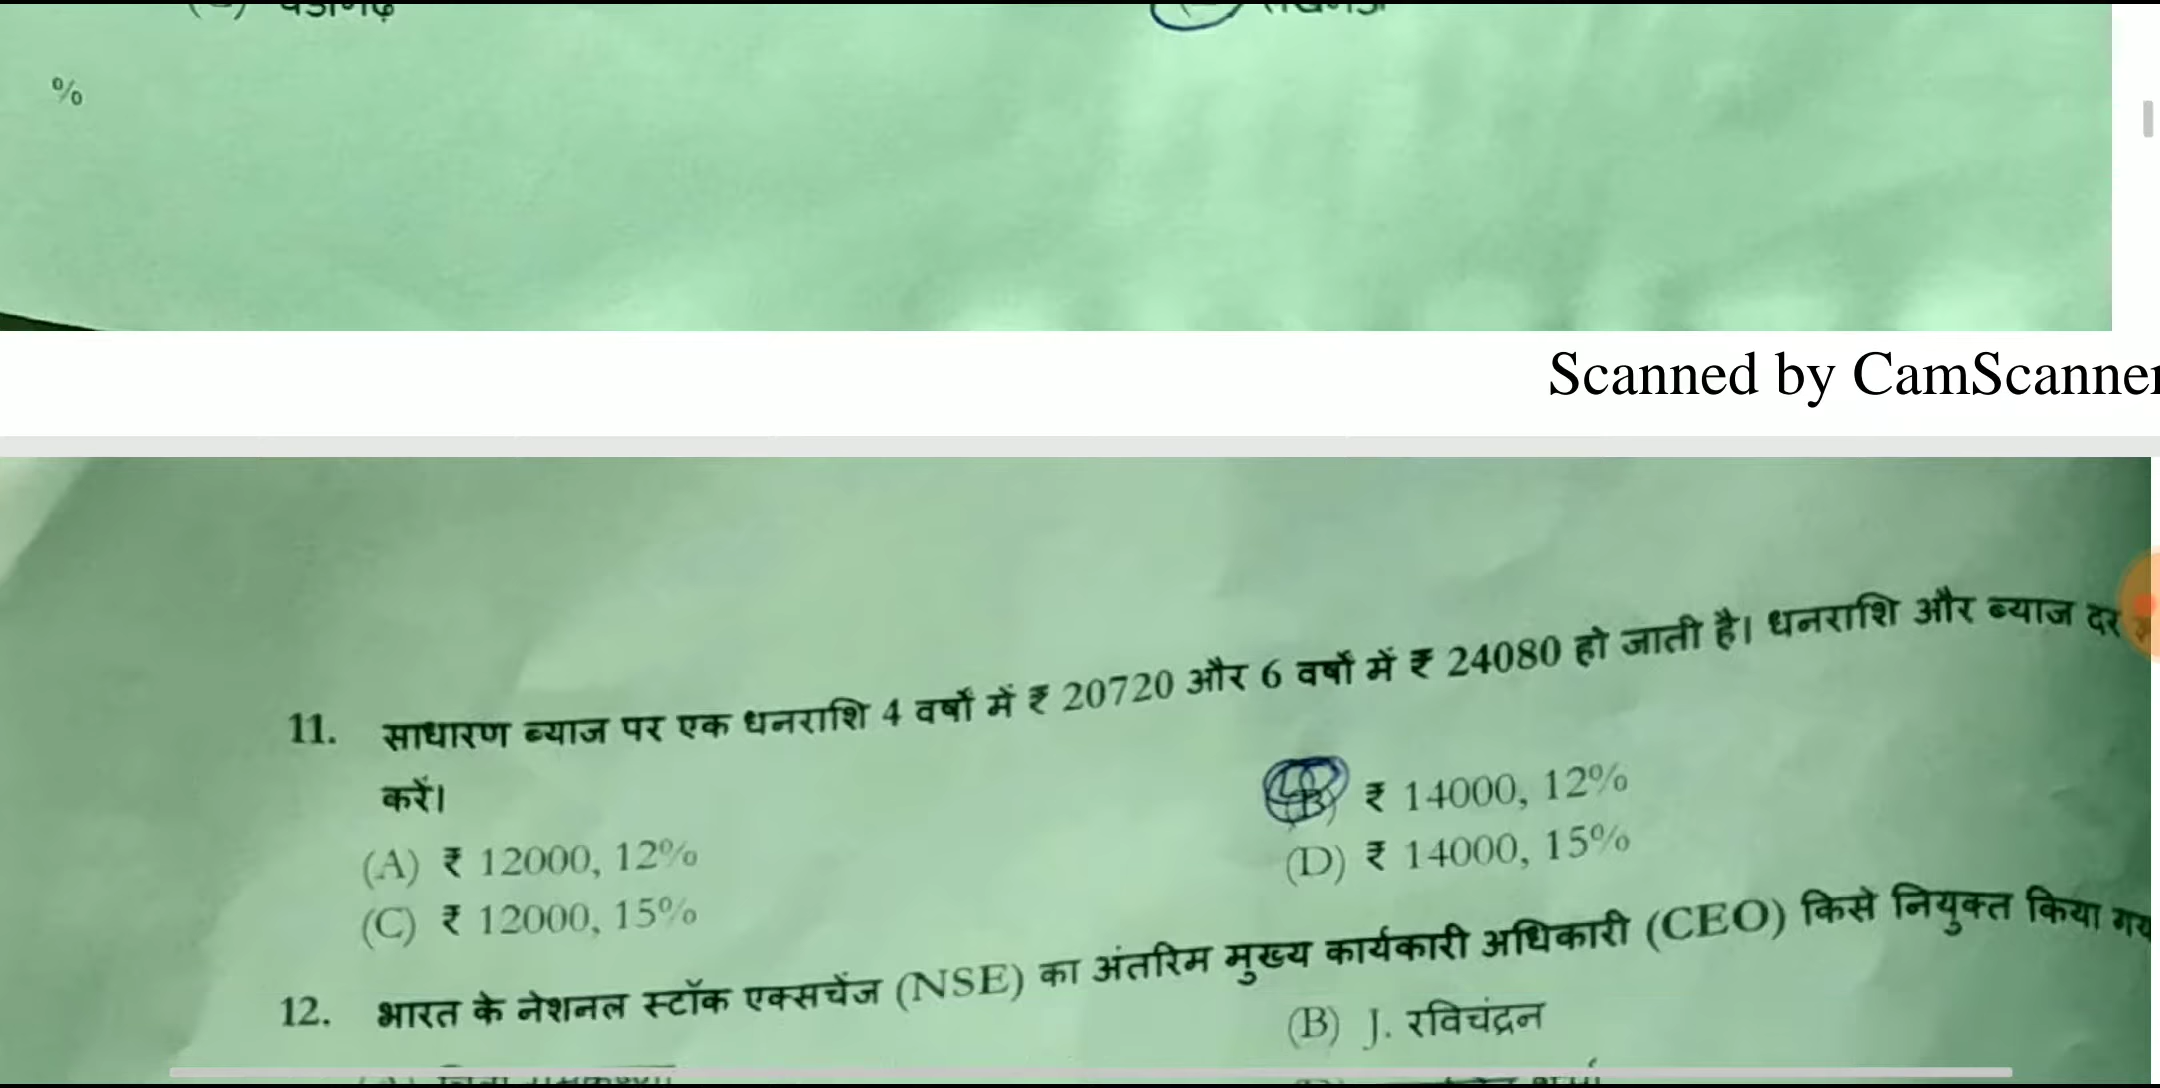 %
Scanned by CamScanner
11. साधारण ब्याज पर एक धनराशि 4 वर्षों में ₹ 20720 और 6 वर्षों में ₹ 24080 हो जाती है। धनराशि और ब्याज दर
करें।
(B) ₹ 14000, 12%
(A) ₹ 12000, 12%
(D) ₹ 14000, 15%
(C) ₹ 12000, 15%
12. भारत के नेशनल स्टॉक एक्सचेंज (NSE) का अंतरिम मुख्य कार्यकारी अधिकारी (CEO) किसे नियुक्त किया
(B) J. रविचंद्रन